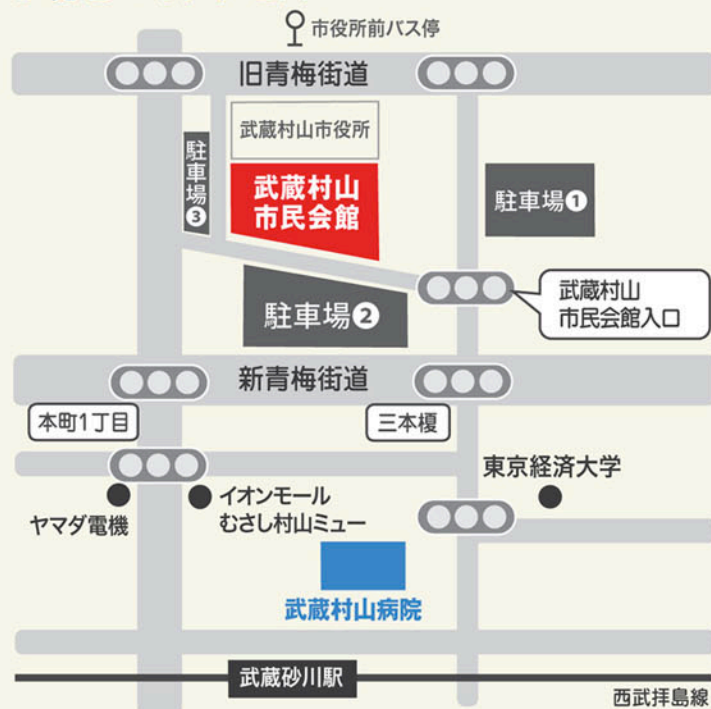 市役所前バス停
旧青梅街道
武蔵村山市役所
駐車場❸
武蔵村山
市民会館
駐車場❶
駐車場❷
武蔵村山
市民会館入口
新青梅街道
本町1丁目
三本榎
東京経済大学
ヤマダ電機
イオンモール
むさし村山ミュー
武蔵村山病院
武蔵砂川駅
西武拝島線